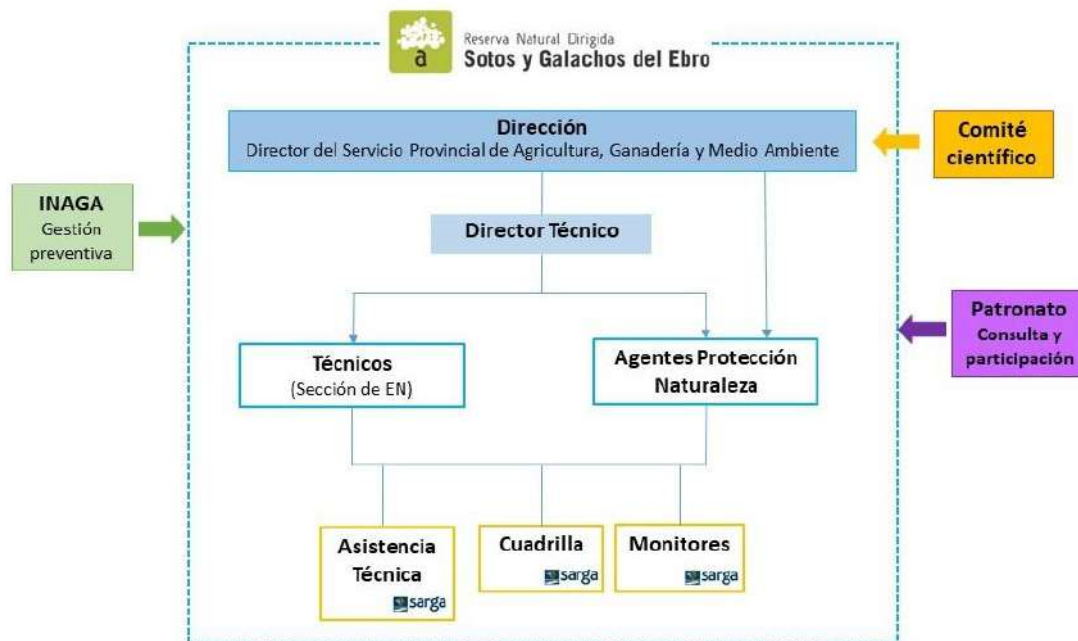 Reserva Natural Dirigida
Sotos y Galachos del Ebro
a
Dirección
Director del Servicio Provincial de Agricultura, Ganadería y Medio Ambiente
Comité
científico
INAGA
Gestión
preventiva
Director Técnico
Patronato
Consulta y
participación
Técnicos
(Sección de EN)
Agentes Protección
Naturaleza
Asistencia
Técnica
sarga
Cuadrilla
sarga
Monitores
sarga